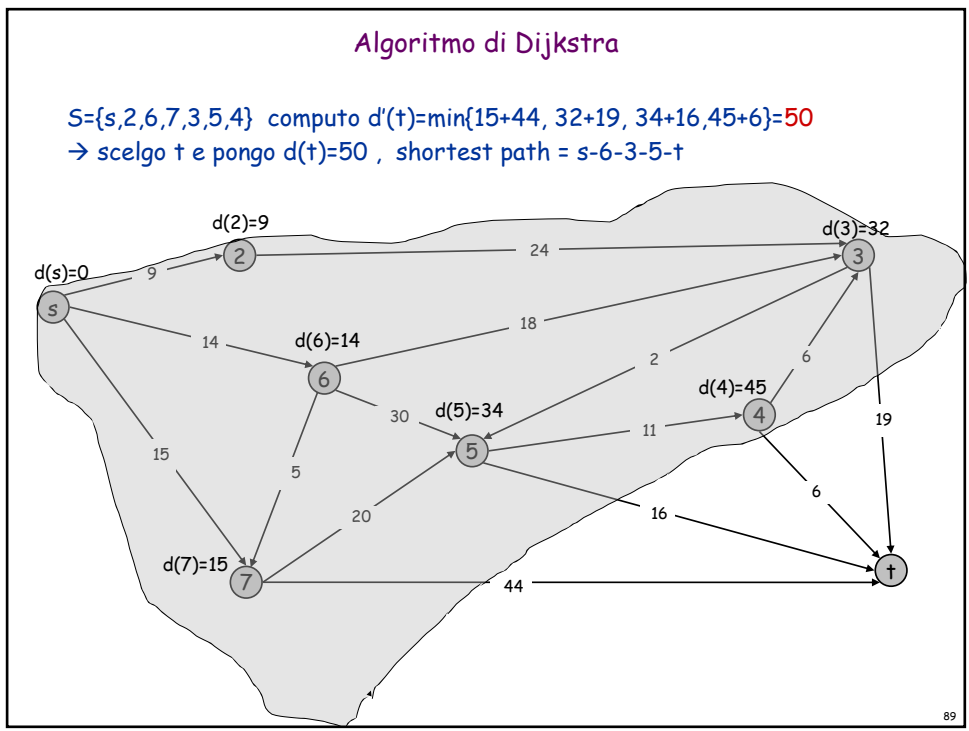 Algoritmo di Dijkstra
S={s,2,6,7,3,5,4} computo d’(t)=min{15+44, 32+19, 34+16,45+6}=50
→ scelgo t e pongo d(t)=50 , shortest path = s-6-3-5-t
d(2)=9
d(3)=32
2
24
3
d(s)=0
9
s
18
14
d(6)=14
2
6
6
d(4)=45
30
d(5)=34
4
19
11
15
5
5
6
20
16
d(7)=15
7
44
t
89